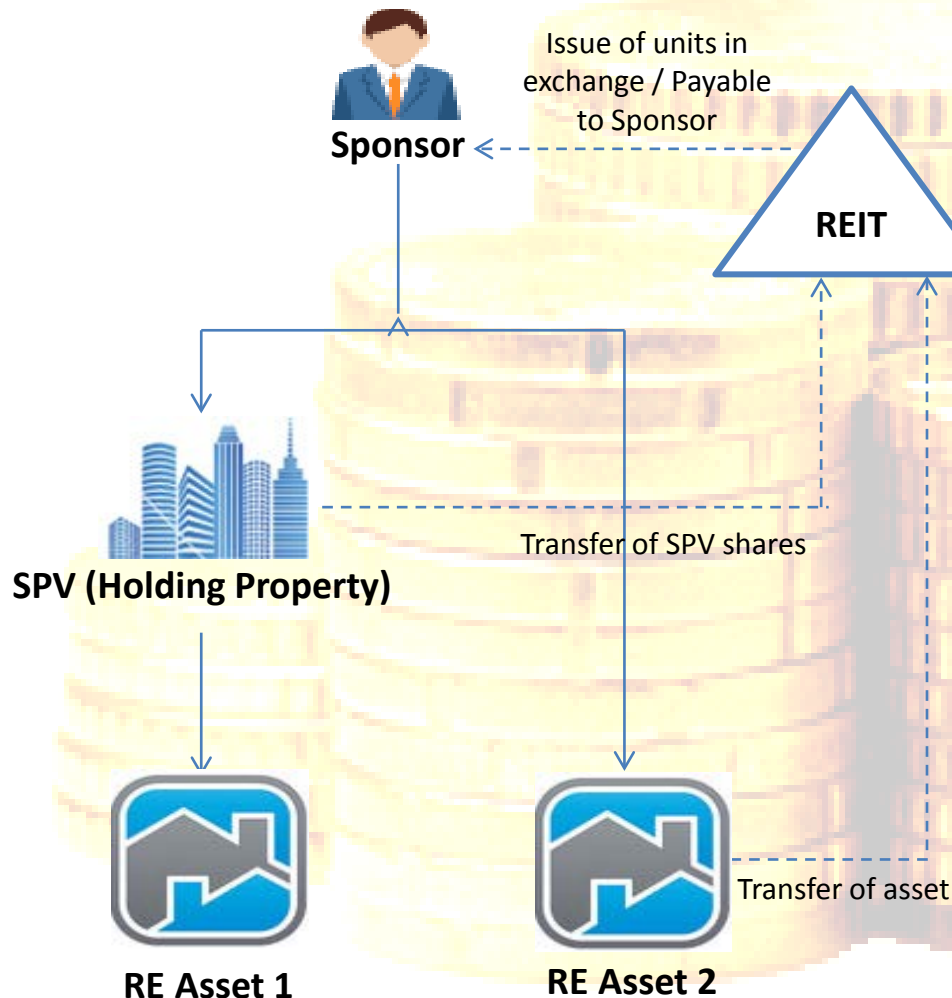 Issue of units in
exchange / Payable
to Sponsor
Sponsor
REIT
Transfer of SPV shares
SPV (Holding Property)
Transfer of asset
RE Asset 1
RE Asset 2